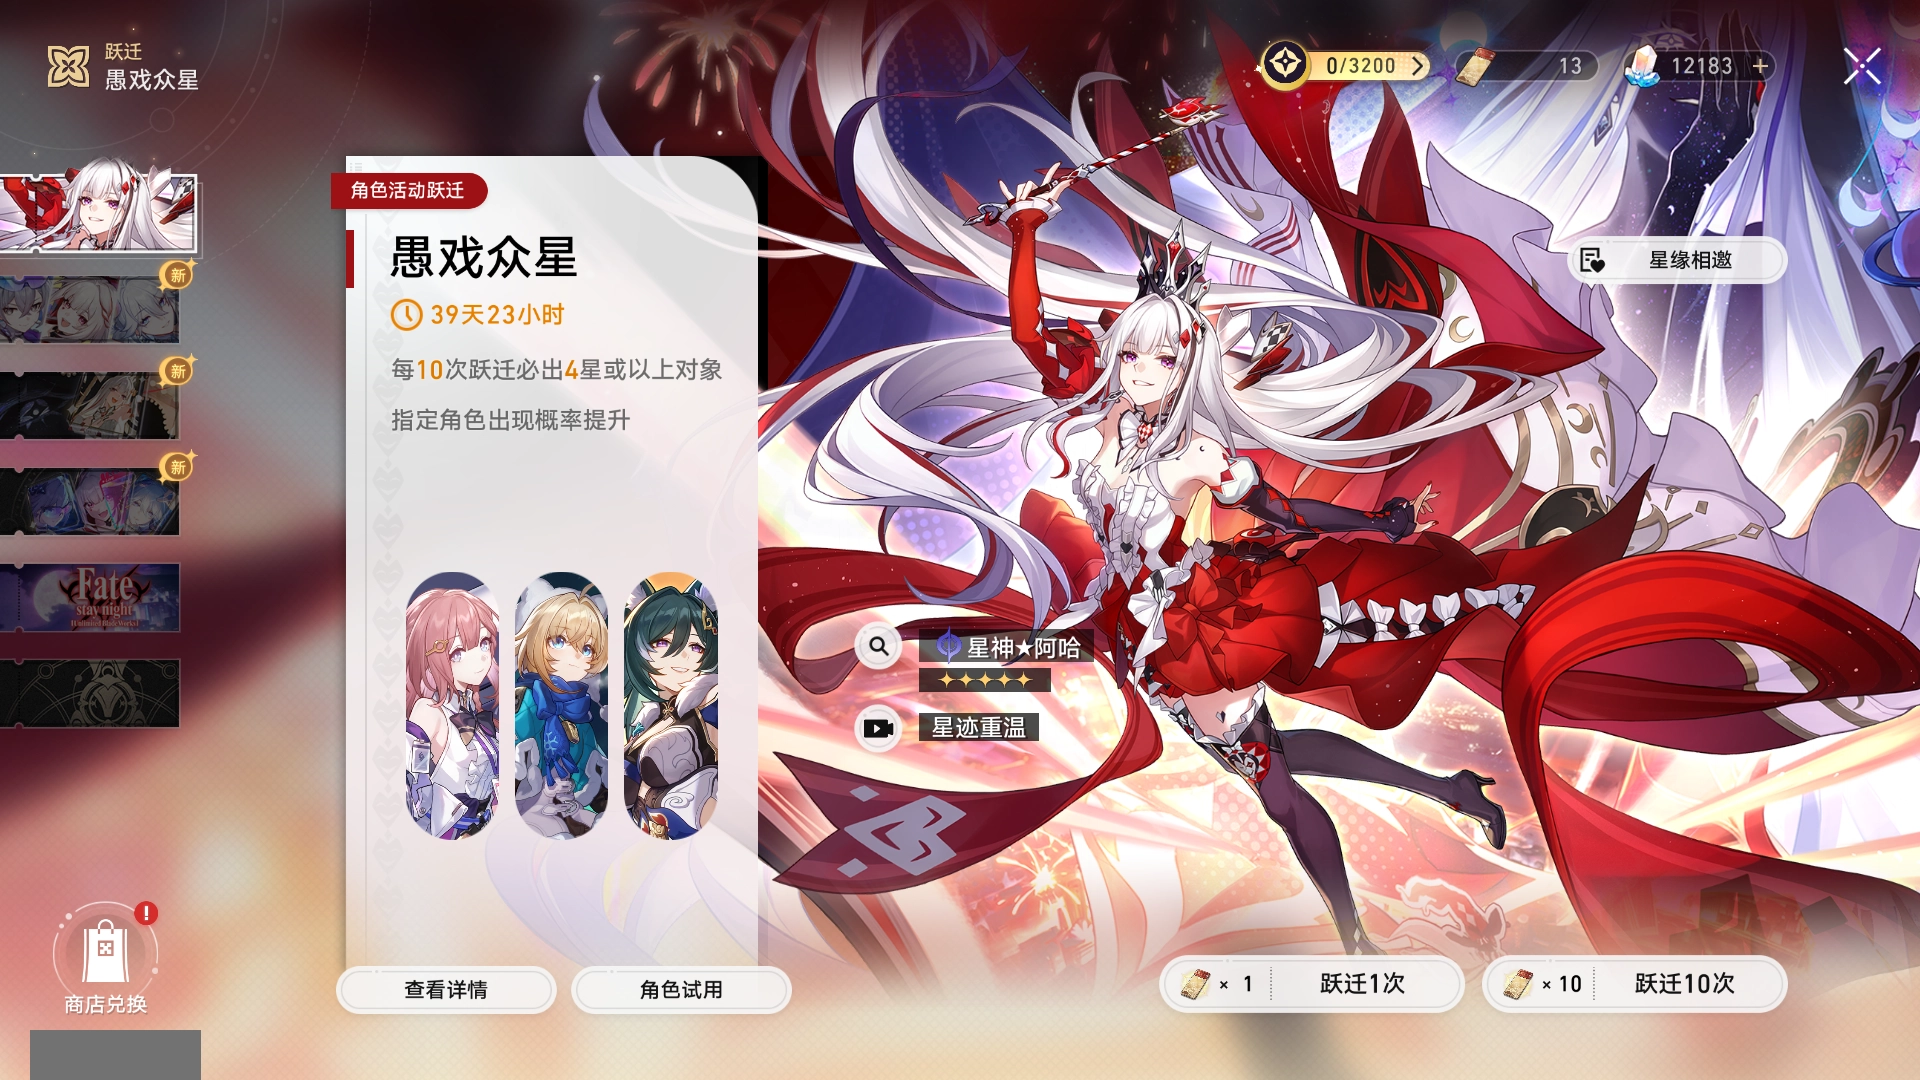 跃迁
愚戏众星
0/3200
13
12183
新
新
新
Fate
stay night
[Unlimited Blade Works]
商店兑换
角色活动跃迁
愚戏众星
39天23小时
每10次跃迁必出4星或以上对象
指定角色出现概率提升
查看详情
角色试用
星缘相邀
星神★阿哈
星迹重温
× 1
跃迁1次
× 10
跃迁10次